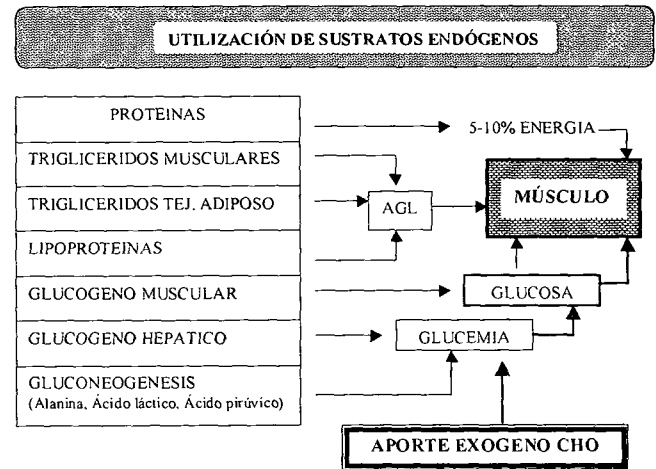 UTILIZACIÓN DE SUSTRATOS ENDÓGENOS
PROTEINAS
5-10% ENERGIA
TRIGLICERIDOS MUSCULARES
MÚSCULO
TRIGLICERIDOS TEJ. ADIPOSO
AGL
LIPOPROTEINAS
GLUCOGENO MUSCULAR
GLUCOSA
GLUCOGENO HEPATICO
GLUCEMIA
GLUCONEOGENESIS
(Alanina, Ácido láctico, Ácido pirúvico)
APORTE EXOGENO CHO